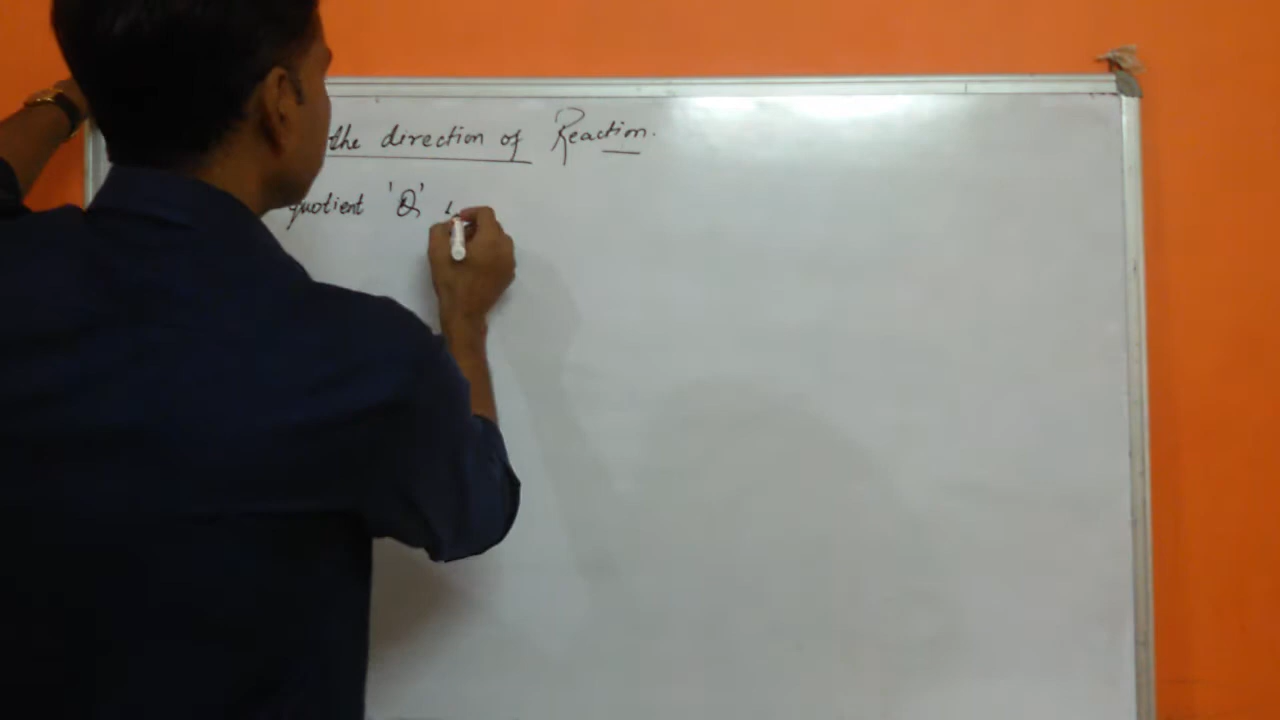 the direction of Reaction.
quotient 'Q'